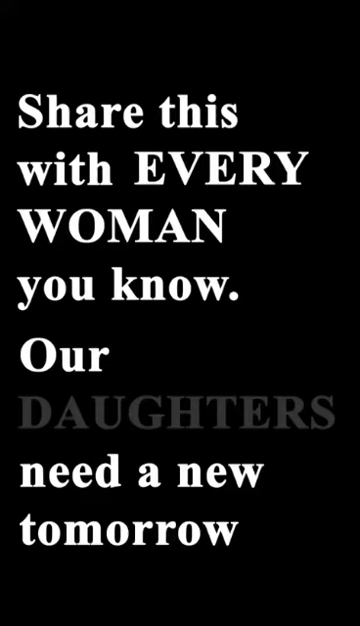 Share this
with EVERY
WOMAN
you know.
Our
DAUGHTERS
need a new
tomorrow